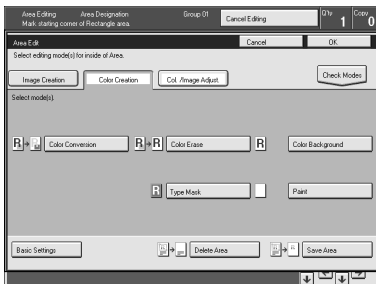 Area Editing Area Designation Group 01 Cancel Editing Q'ty 1 Copy 0
Mark starting corner of Rectangle area.
Area Edit Cancel OK
Select editing mode(s) for inside of Area.
Image Creation Color Creation Col. /Image Adjust. Check Modes
Select mode(s).
R R Color Conversion R R Color Erase R Color Background
R Type Mask Paint
Basic Settings Delete Area Save Area